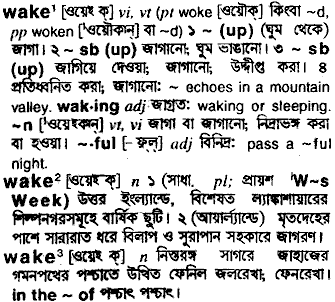 wake¹ [ওয়েইক্] vi, vt (pt woke [ওয়ৌক্] কিংবা ~d,
pp woken [ওয়ৌকান্] বা ~d) ১ ~ (up) (ঘুম থেকে)
জাগা। ২ ~ sb (up) জাগানো; ঘুম ভাঙানো। ৩ ~ sb
(up) জাগিয়ে দেওয়া; জাগানো; উদ্দীপ্ত করা। ৪
প্রতিধ্বনিত করা, জাগানো: ~ echoes in a mountain
valley. wak·ing adj জাগ্রত: waking or sleeping.
~n [ওয়েইকান্] vt, vi জাগা বা জাগানো; নিদ্রাভঙ্গ করা
বা হওয়া। ~·ful [-ফ্‌ল্] adj বিনিদ্র: pass a ~ful
night.
wake² [ওয়েইক্] n ১ (সাধা. pl; প্রায়শ 'W~s
Week) উত্তর ইংল্যান্ডে, বিশেষত ল্যাঙ্কাশায়ারের
শিল্পনগরসমূহে বার্ষিক ছুটি। ২ (আয়ার্ল্যান্ডে) মৃতদেহের
পাশে সারারাত ধরে বিলাপ ও সুরাপান সহকারে জাগরণ।
wake³ [ওয়েইক্] n নিস্তরঙ্গ সাগরে জাহাজের
গমনপথের পশ্চাতে উত্থিত ফেনিল জলরেখা; ফেনরেখা।
in the ~ of পশ্চাৎ পশ্চাৎ।